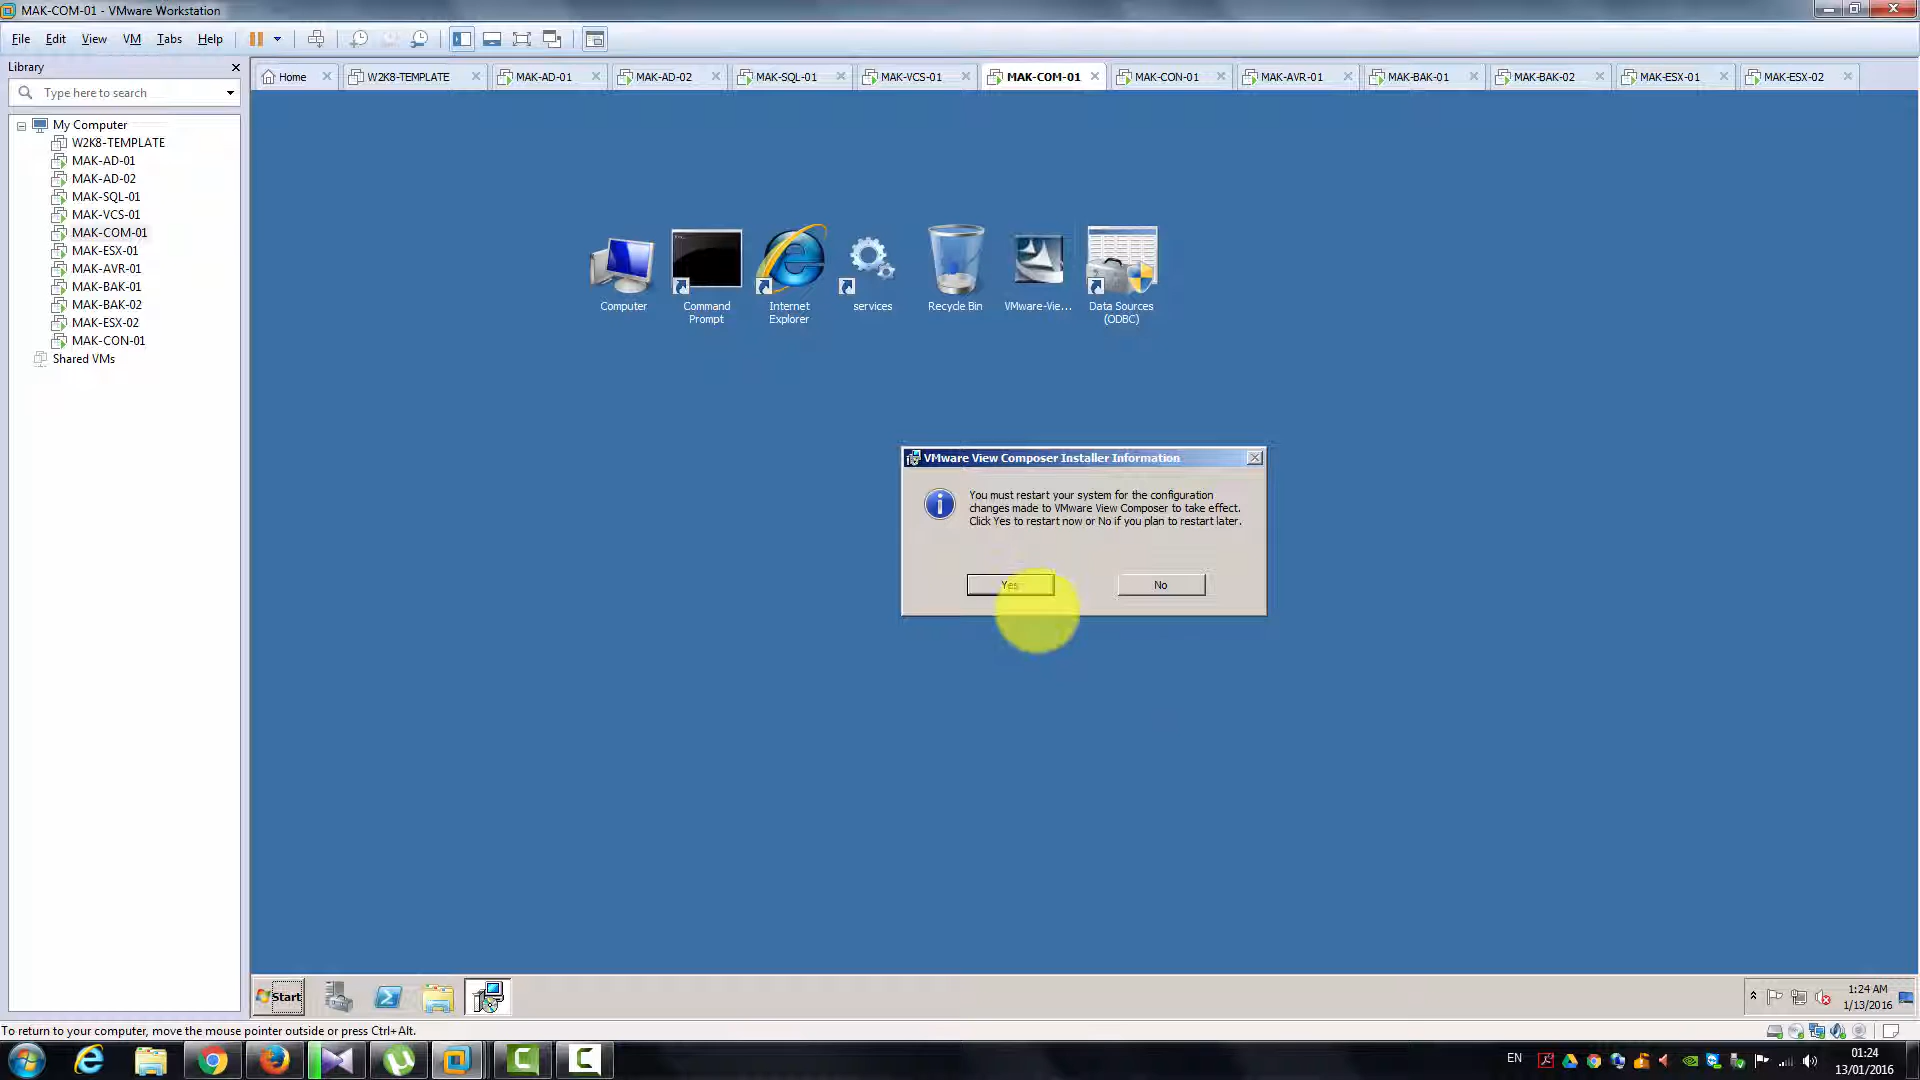 MAK-COM-01 - VMware Workstation
File Edit View VM Tabs Help
Library
Type here to search
Home W2K8-TEMPLATE MAK-AD-01 MAK-AD-02 MAK-SQL-01 MAK-VCS-01 MAK-COM-01 MAK-CON-01 MAK-AVR-01 MAK-BAK-01 MAK-BAK-02 MAK-ESX-01 MAK-ESX-02
My Computer
W2K8-TEMPLATE
MAK-AD-01
MAK-AD-02
MAK-SQL-01
MAK-VCS-01
MAK-COM-01
MAK-ESX-01
MAK-AVR-01
MAK-BAK-01
MAK-BAK-02
MAK-ESX-02
MAK-CON-01
Shared VMs
Computer Command Internet services Recycle Bin VMware-Vie... Data Sources
Prompt Explorer (ODBC)
VMware View Composer Installer Information
You must restart your system for the configuration
changes made to VMware View Composer to take effect.
Click Yes to restart now or No if you plan to restart later.
Yes No
Start
1:24 AM
1/13/2016
To return to your computer, move the mouse pointer outside or press Ctrl+Alt.
EN
01:24
13/01/2016